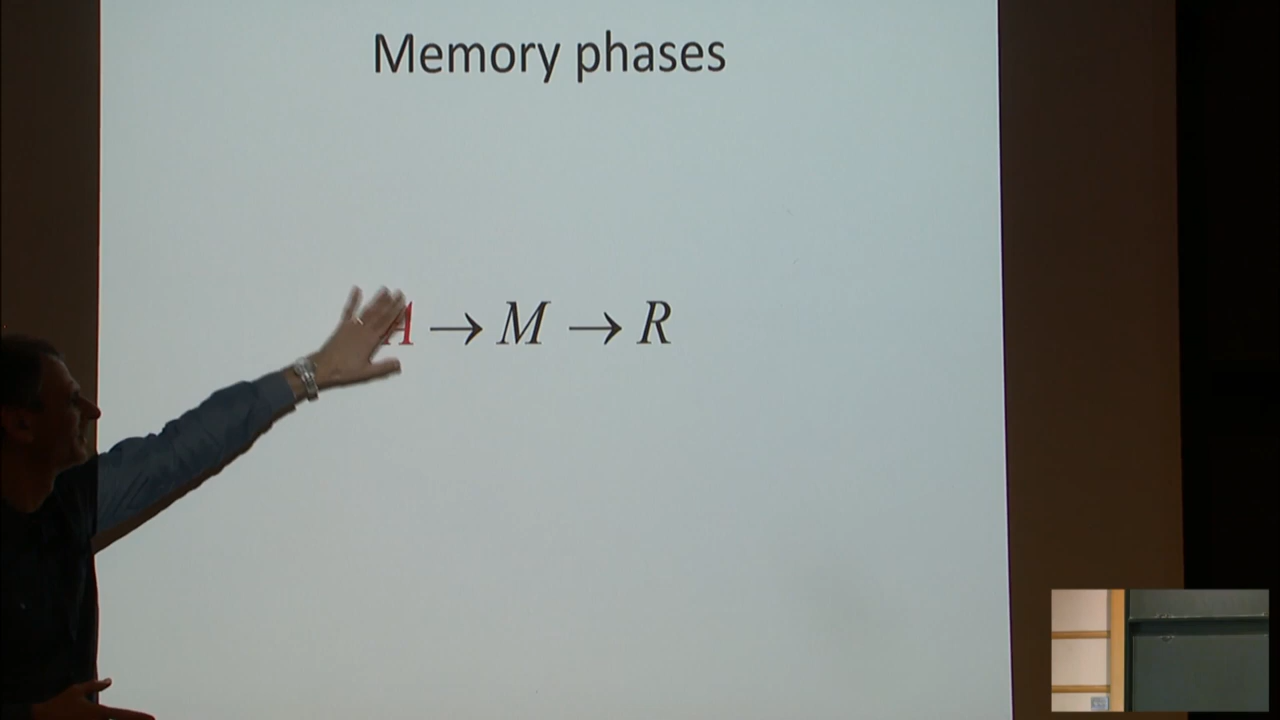 Memory phases
A → M → R